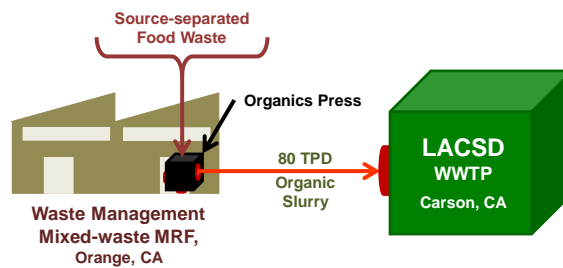 Source-separated
Food Waste
Organics Press
80 TPD
Organic
Slurry
LACSD
WWTP
Carson, CA
Waste Management
Mixed-waste MRF,
Orange, CA